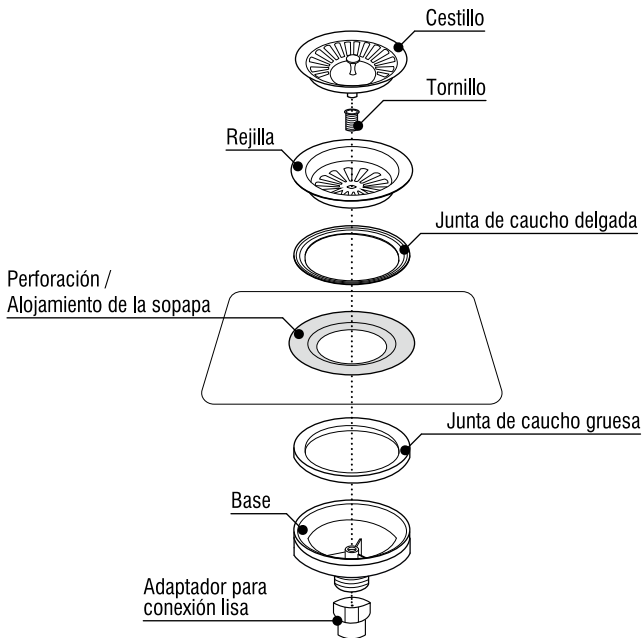 Cestillo
Tornillo
Rejilla
Junta de caucho delgada
Perforación /
Alojamiento de la sopapa
Junta de caucho gruesa
Base
Adaptador para
conexión lisa